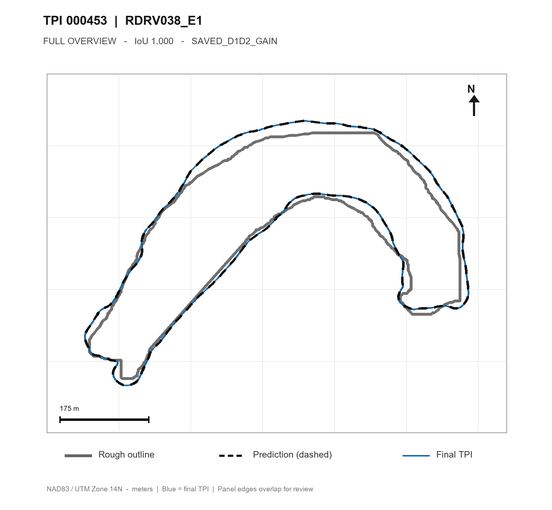 TPI 000453 | RDRV038_E1
FULL OVERVIEW - IoU 1.000 - SAVED_D1D2_GAIN
N
175 m
Rough outline
Prediction (dashed)
Final TPI
NAD83 / UTM Zone 14N - meters | Blue = final TPI | Panel edges overlap for review